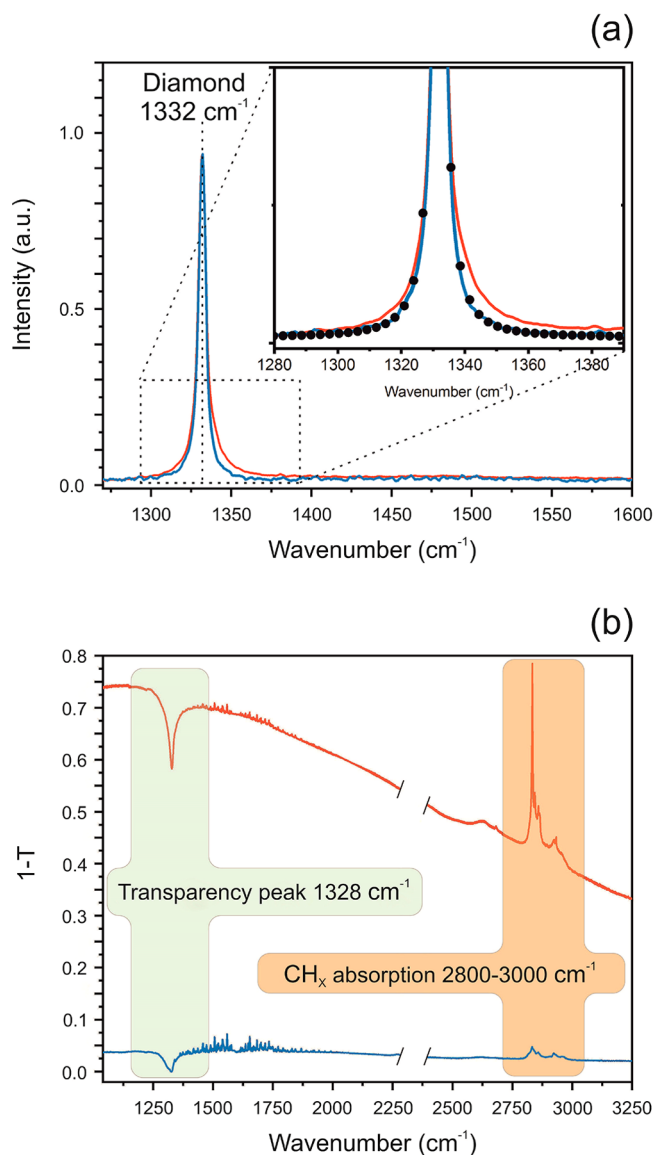 (a)
Diamond
1332 cm⁻¹
1.0
0.5
0.0
Intensity (a.u.)
1280 1300 1320 1340 1360 1380
Wavenumber (cm⁻¹)
1300 1350 1400 1450 1500 1550 1600
Wavenumber (cm⁻¹)
(b)
0.8
0.7
0.6
0.5
0.4
0.3
0.2
0.1
0.0
1-T
Transparency peak 1328 cm⁻¹
CHₓ absorption 2800-3000 cm⁻¹
1250 1500 1750 2000 2250 2500 2750 3000 3250
Wavenumber (cm⁻¹)